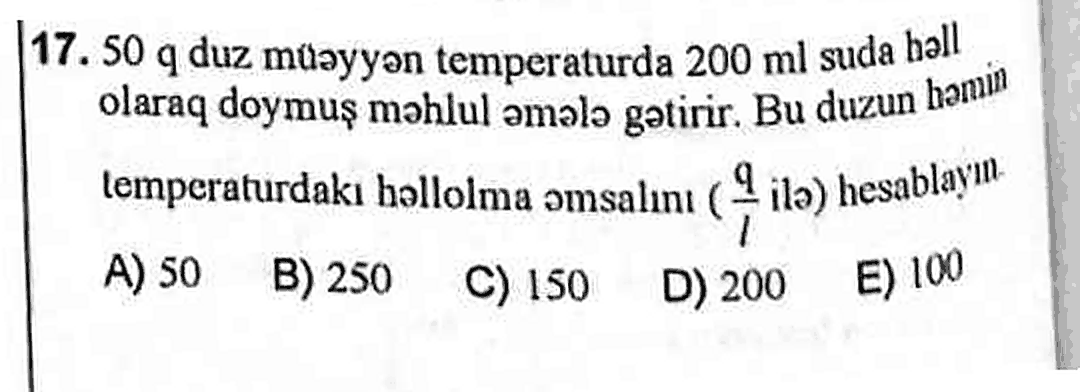 17. 50 q duz müəyyən temperaturda 200 ml suda həll
olaraq doymuş məhlul əmələ gətirir. Bu duzun həmin
temperaturdakı həllolma əmsalını (q/l ilə) hesablayın.
A) 50 B) 250 C) 150 D) 200 E) 100